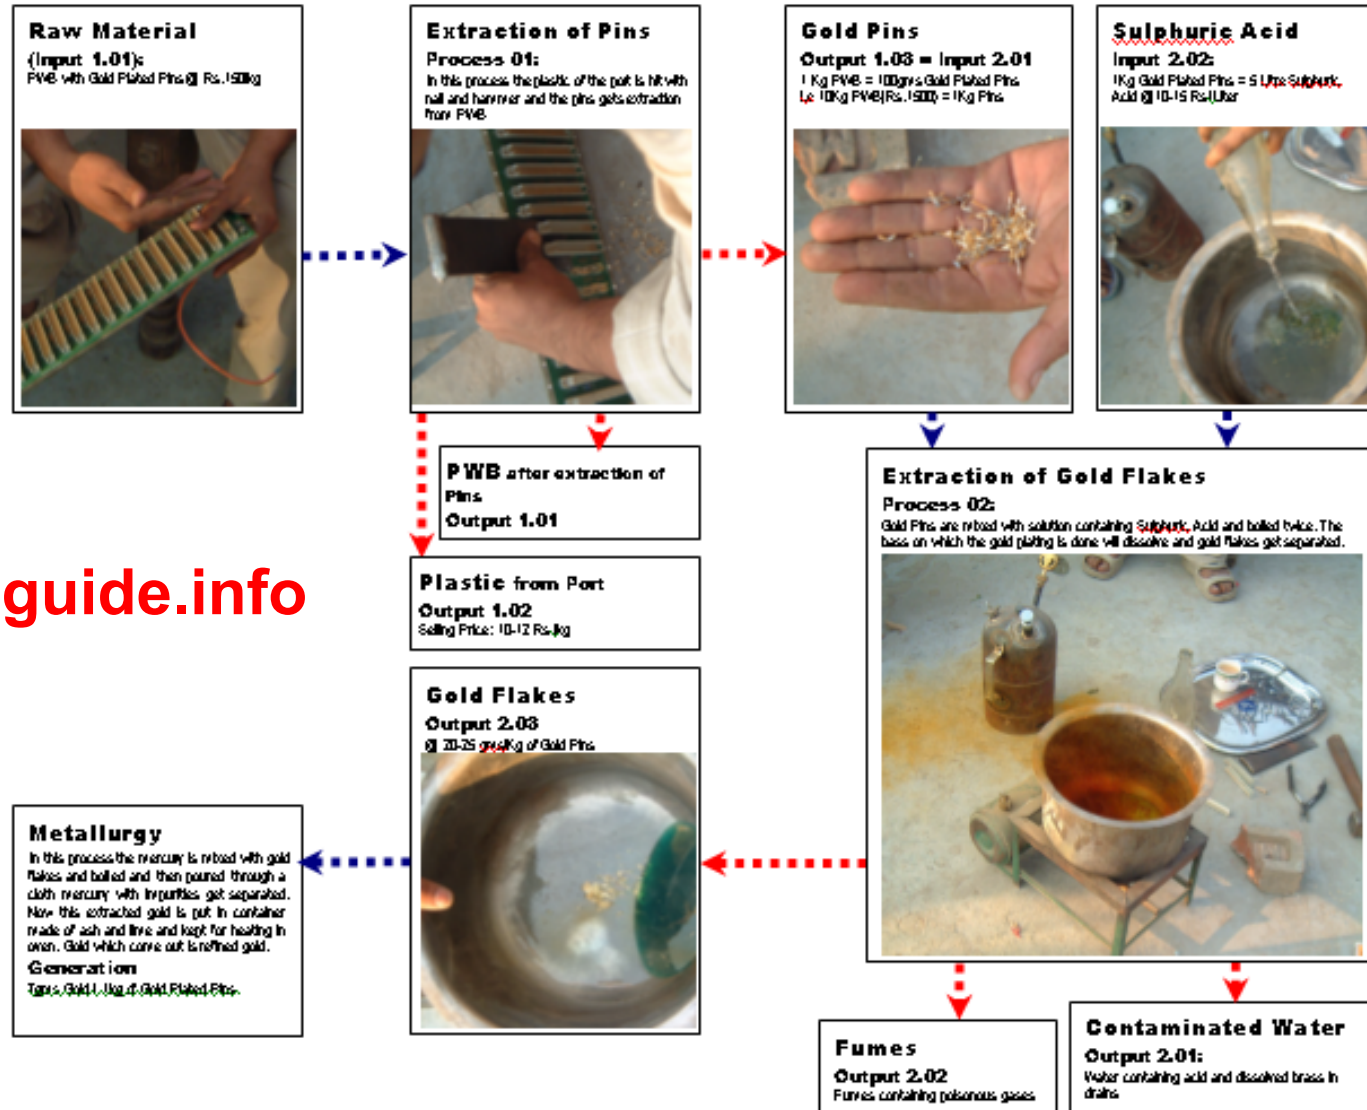 Raw Material
(Input 1.01):
PWB with Gold Plated Pins @ Rs.150kg
Extraction of Pins
Process 01:
In this process the plastic of the port is hit with
nail and hammer and the pins gets extraction
from PWB
Gold Pins
Output 1.03 = Input 2.01
1 Kg PWB = 100gms Gold Plated Pins
i.e 10Kg PWB(Rs.1500) = 1Kg Pins
Sulphuric Acid
Input 2.02:
1Kg Gold Plated Pins = 5 Litre Sulphuric
Acid @ 10-15 Rs/Liter
PWB after extraction of
Pins
Output 1.01
Plastic from Port
Output 1.02
Selling Price: 10-12 Rs./kg
guide.info
Extraction of Gold Flakes
Process 02:
Gold Pins are mixed with solution containing Sulphuric Acid and boiled twice. The
bass on which the gold plating is done will dissolve and gold flakes get separated.
Gold Flakes
Output 2.03
@ 20-25 gms/Kg of Gold Pins
Metallurgy
In this process the mercury is mixed with gold
flakes and boiled and then poured through a
cloth mercury with impurities get separated.
Now this extracted gold is put in container
made of ash and lime and kept for heating in
oven. Gold which come out is refined gold.
Generation
Gold 1kg of Gold Plated Pins
Fumes
Output 2.02
Fumes containing poisonous gases
Contaminated Water
Output 2.01:
Water containing acid and dissolved brass in
drains